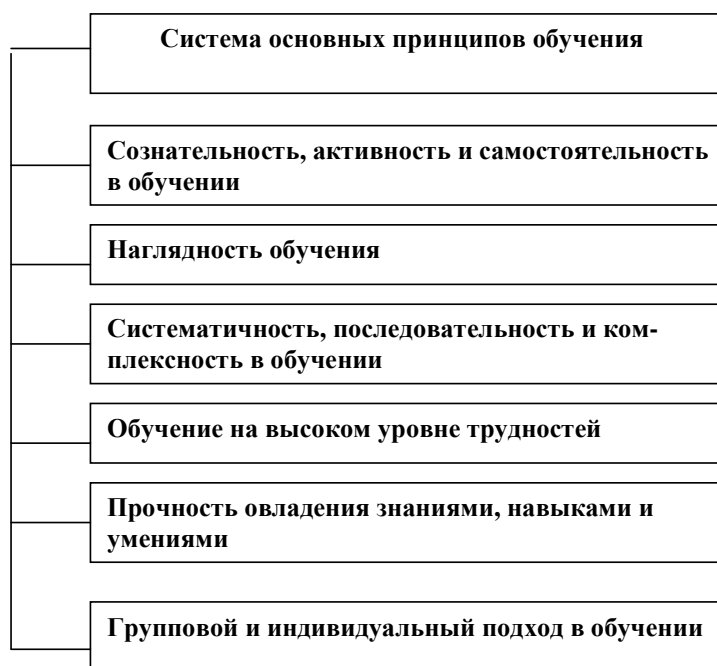 Система основных принципов обучения
Сознательность, активность и самостоятельность
в обучении
Наглядность обучения
Систематичность, последовательность и ком-
плексность в обучении
Обучение на высоком уровне трудностей
Прочность овладения знаниями, навыками и
умениями
Групповой и индивидуальный подход в обучении